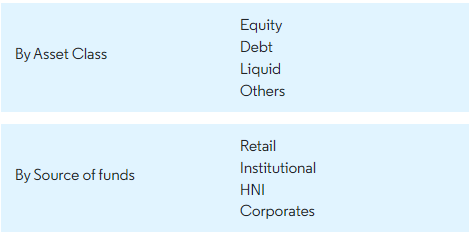 By Asset Class
Equity
Debt
Liquid
Others
By Source of funds
Retail
Institutional
HNI
Corporates